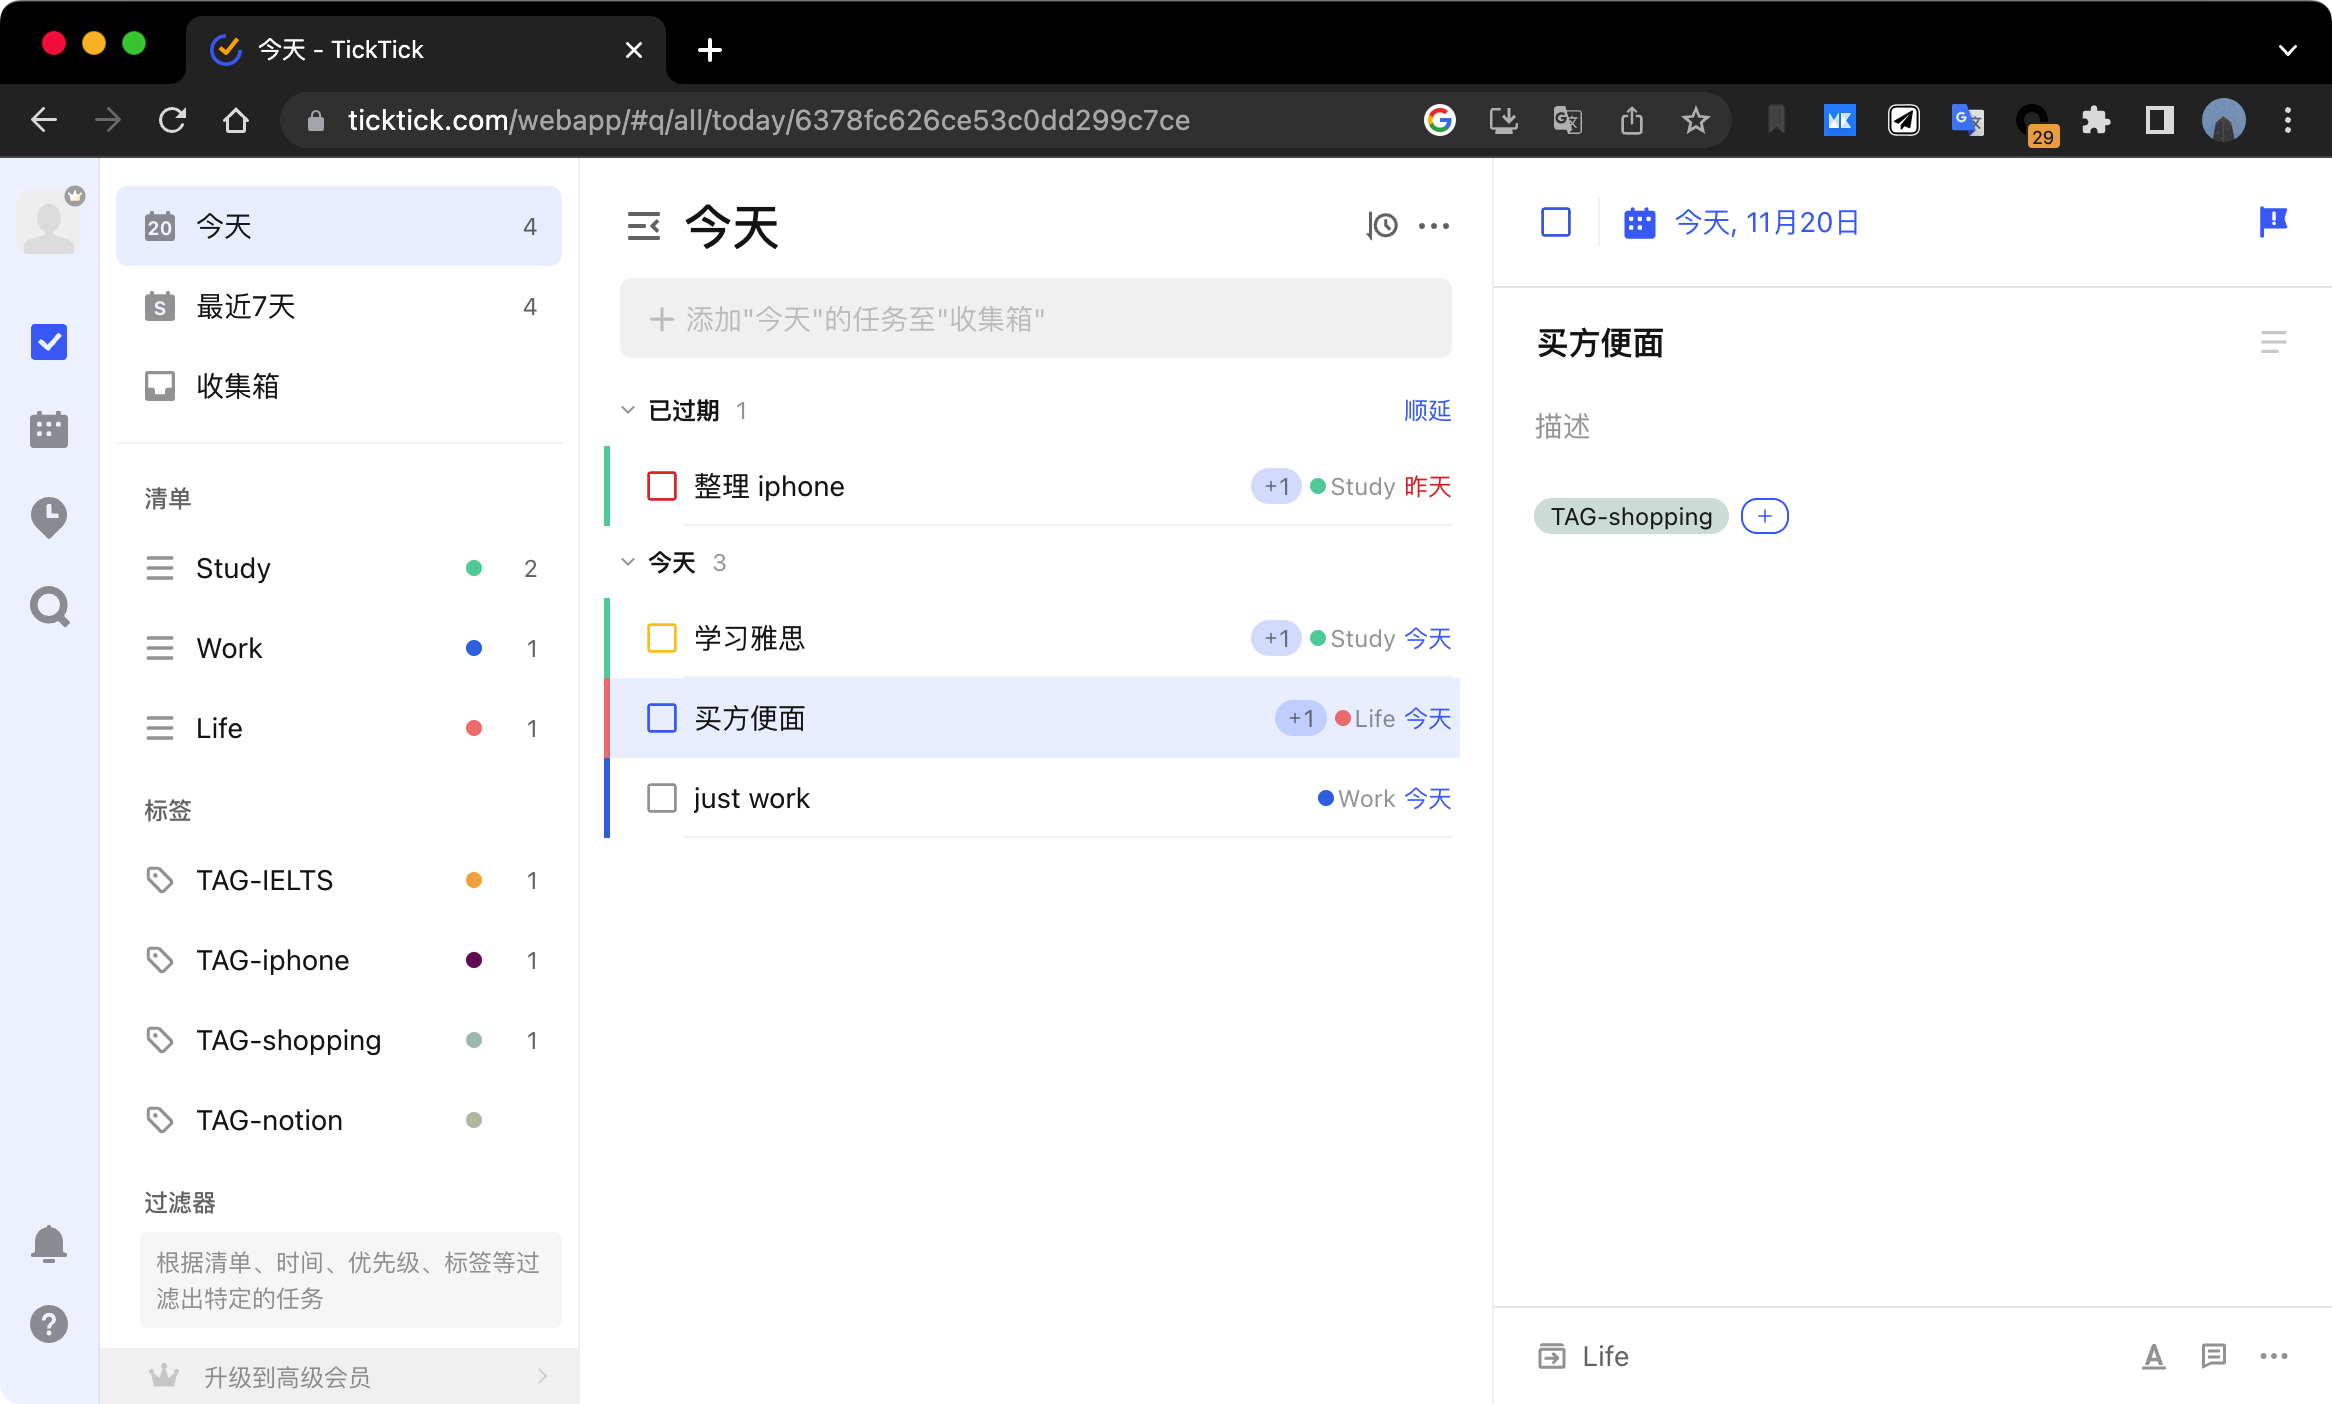 今天 - TickTick
ticktick.com/webapp/#q/all/today/6378fc626ce53c0dd299c7ce
29
20 今天 4
S 最近7天 4
收集箱
清单
Study 2
Work 1
Life 1
标签
TAG-IELTS 1
TAG-iphone 1
TAG-shopping 1
TAG-notion
过滤器
根据清单、时间、优先级、标签等过
滤出特定的任务
升级到高级会员
今天
添加"今天"的任务至"收集箱"
已过期 1 顺延
整理 iphone +1 Study 昨天
今天 3
学习雅思 +1 Study 今天
买方便面 +1 Life 今天
just work Work 今天
今天, 11月20日
买方便面
描述
TAG-shopping +
Life